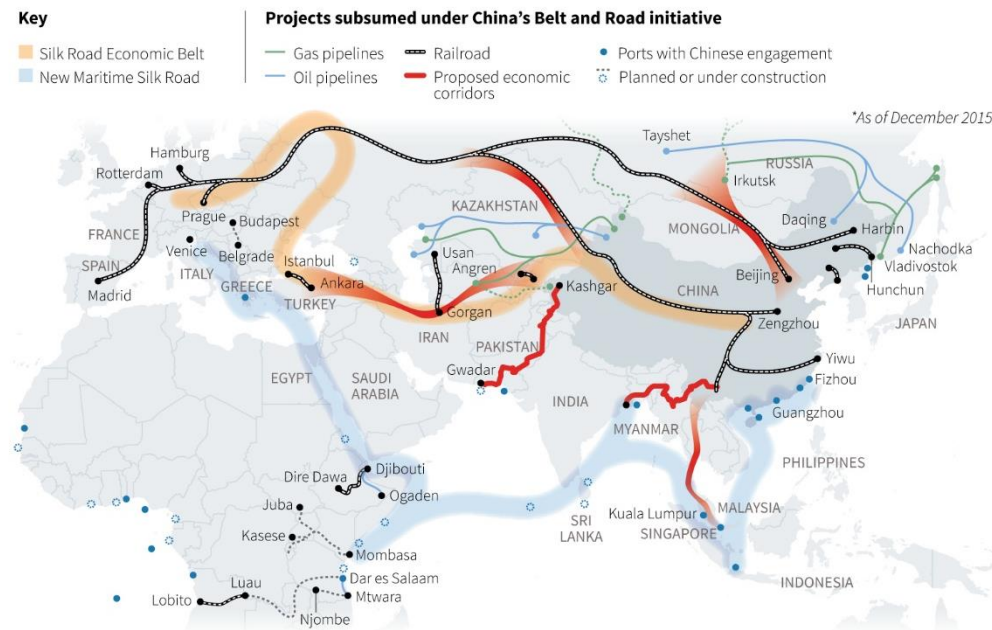 Key
Silk Road Economic Belt
New Maritime Silk Road
Projects subsumed under China's Belt and Road initiative
Gas pipelines
Oil pipelines
Railroad
Proposed economic
corridors
Ports with Chinese engagement
Planned or under construction
*As of December 2015
Tayshet
Hamburg
RUSSIA
Rotterdam
Irkutsk
KAZAKHSTAN
Prague
Budapest
MONGOLIA
Daqing
Harbin
FRANCE
Venice
Belgrade
Usan
Nachodka
Istanbul
Angren
Vladivostok
SPAIN
ITALY
Ankara
Beijing
Madrid
GREECE
Kashgar
CHINA
Hunchun
TURKEY
Gorgan
Zengzhou
JAPAN
IRAN
PAKISTAN
Yiwu
Gwadar
EGYPT
SAUDI
ARABIA
INDIA
Fizhou
MYANMAR
Guangzhou
PHILIPPINES
Dire Dawa
Djibouti
Ogaden
Juba
SRI
LANKA
Kuala Lumpur
MALAYSIA
SINGAPORE
Kasese
Mombasa
Luau
Dar es Salaam
INDONESIA
Lobito
Mtwara
Njombe